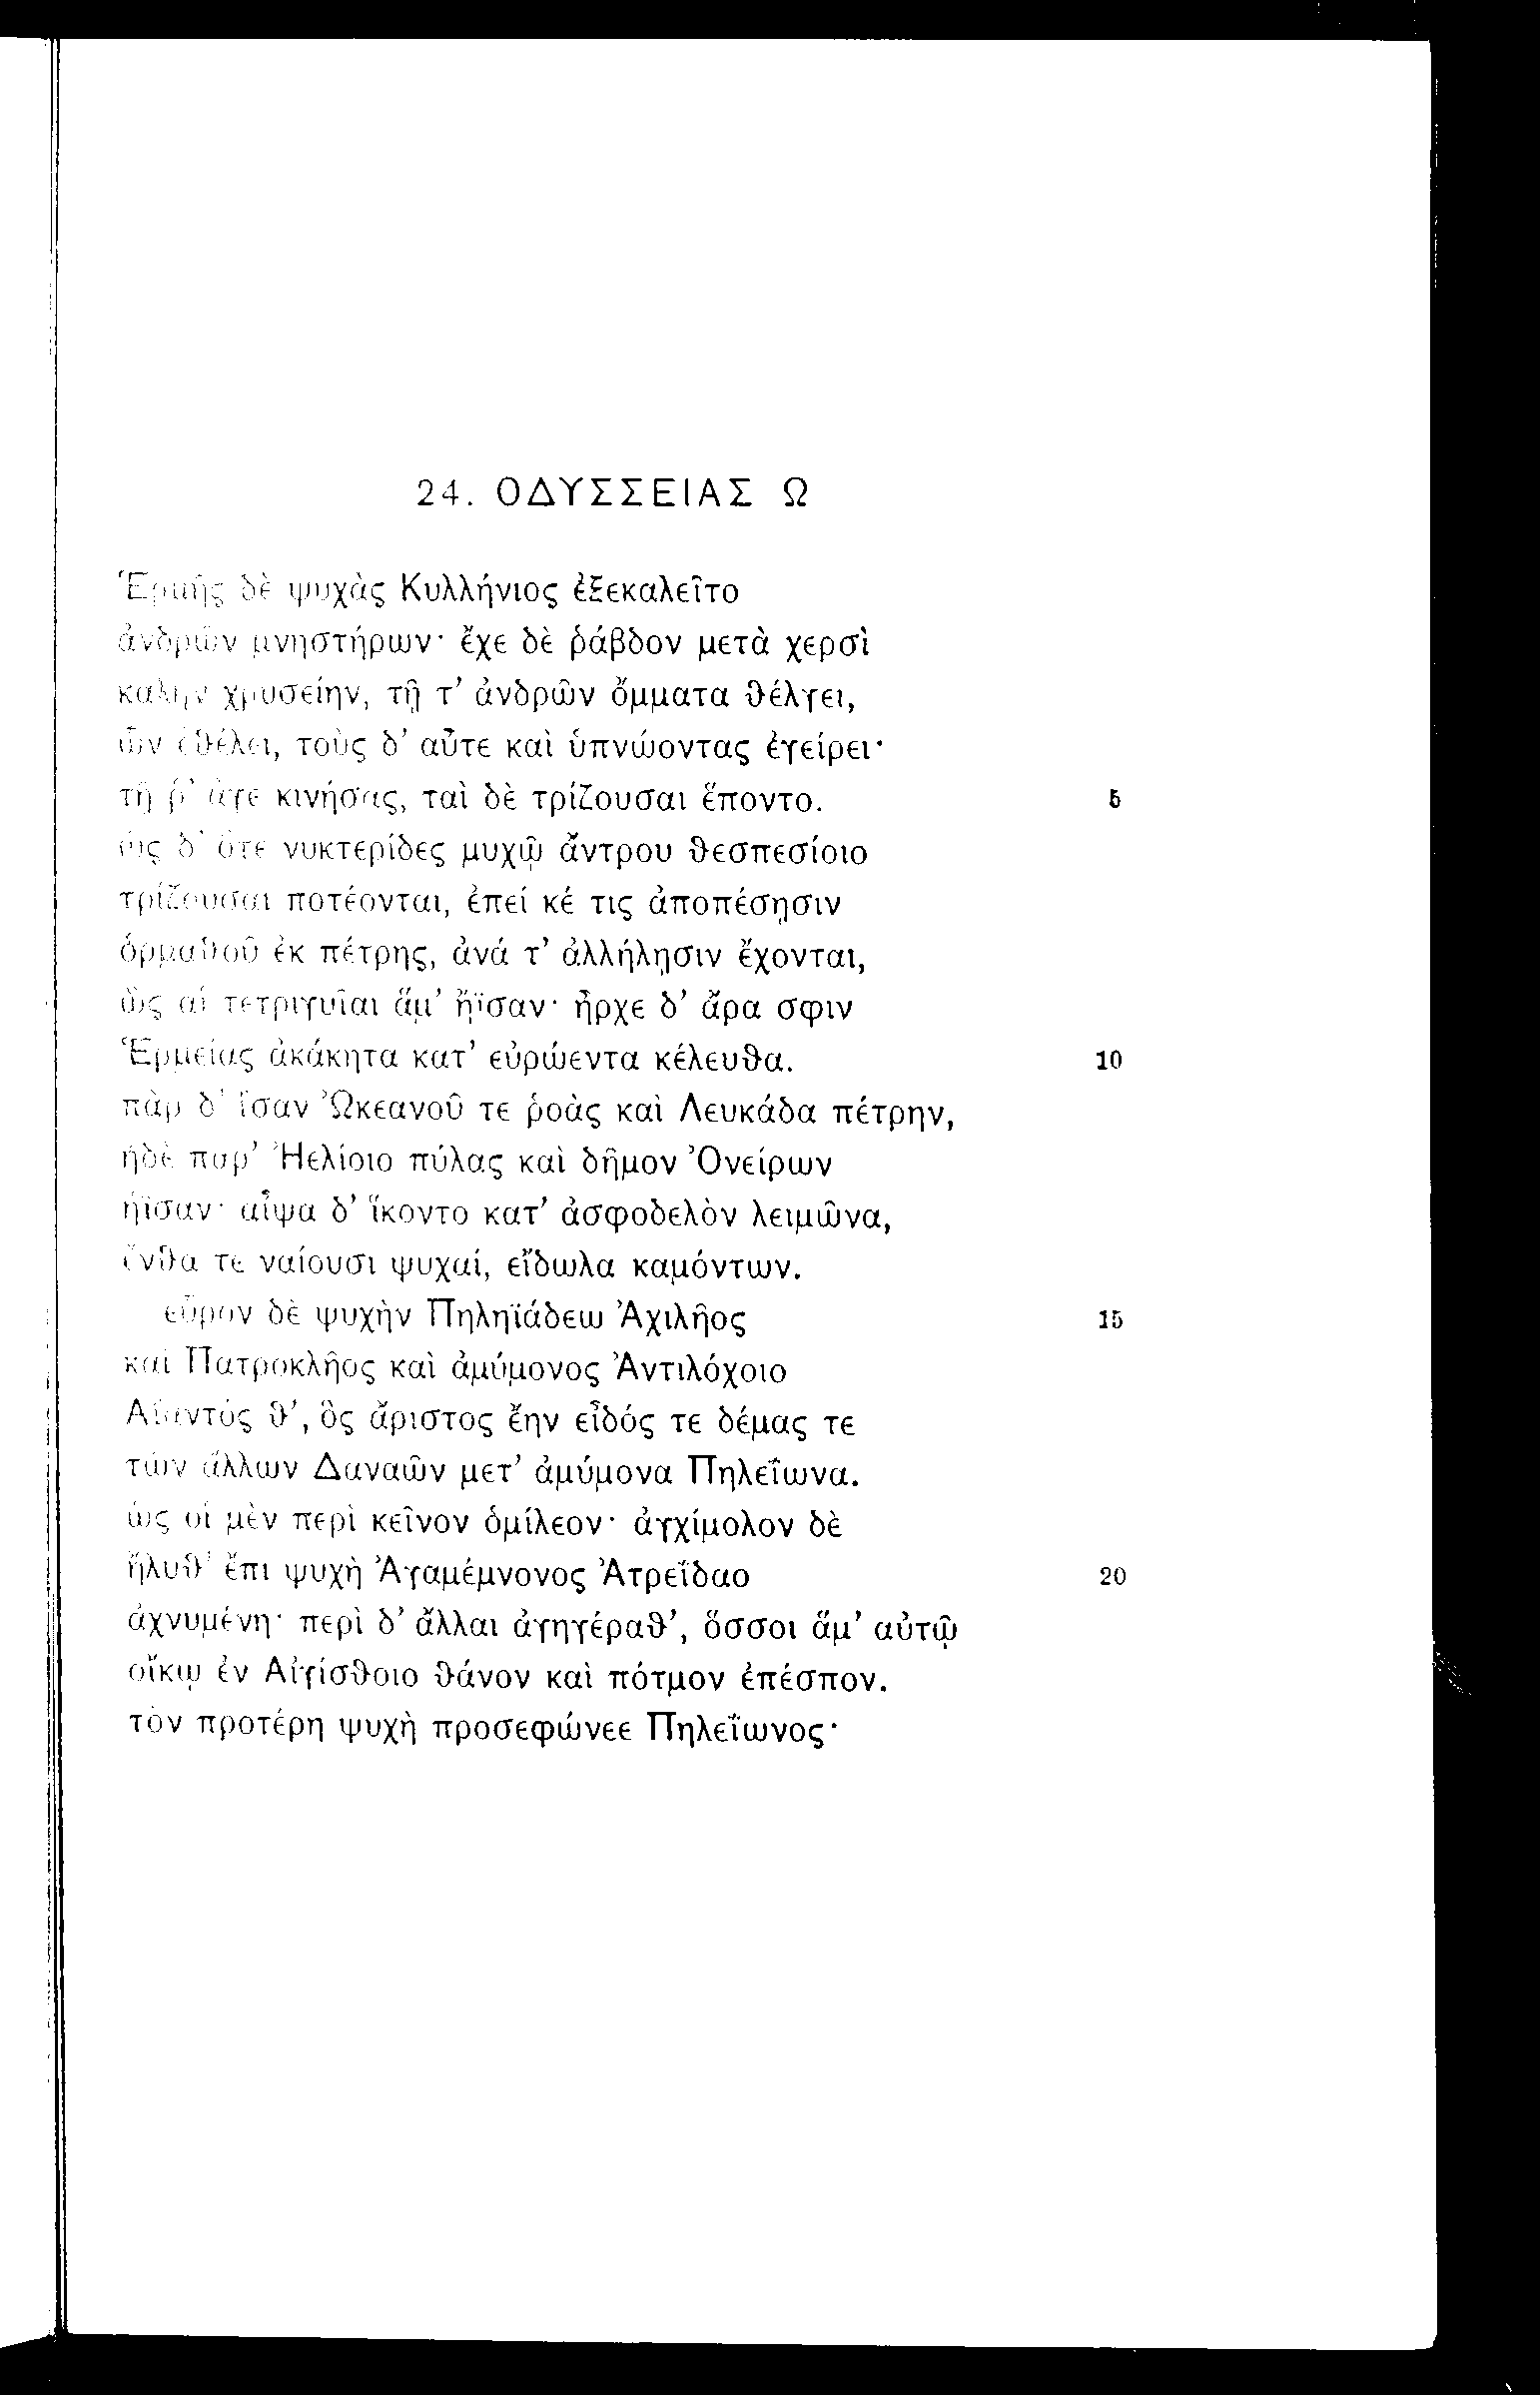 24. ΟΔΥΣΣΕΙΑΣ Ω
Ἑρμῆς δὲ ψυχὰς Κυλλήνιος ἐξεκαλεῖτο
ἀνδρῶν μνηστήρων· ἔχε δὲ ῥάβδον μετὰ χερσὶ
καλὴν χρυσείην, τῇ τ’ ἀνδρῶν ὄμματα θέλγει,
ὧν ἐθέλει, τοὺς δ’ αὖτε καὶ ὑπνώοντας ἐγείρει·
τῇ ῥ’ ἄγε κινήσας, ταὶ δὲ τρίζουσαι ἕποντο. 5
ὡς δ’ ὅτε νυκτερίδες μυχῷ ἄντρου θεσπεσίοιο
τρίζουσαι ποτέονται, ἐπεί κέ τις ἀποπέσῃσιν
ὁρμαθοῦ ἐκ πέτρης, ἀνά τ’ ἀλλήλῃσιν ἔχονται,
ὣς αἱ τετριγυῖαι ἅμ’ ἤϊσαν· ἦρχε δ’ ἄρα σφιν
Ἑρμείας ἀκάκητα κατ’ εὐρώεντα κέλευθα. 10
πὰρ δ’ ἴσαν Ὠκεανοῦ τε ῥοὰς καὶ Λευκάδα πέτρην,
ἠδὲ παρ’ Ἠελίοιο πύλας καὶ δῆμον Ὀνείρων
ἤϊσαν· αἶψα δ’ ἵκοντο κατ’ ἀσφοδελὸν λειμῶνα,
ἔνθα τε ναίουσι ψυχαί, εἴδωλα καμόντων.
εὗρον δὲ ψυχὴν Πηληϊάδεω Ἀχιλῆος 15
καὶ Πατροκλῆος καὶ ἀμύμονος Ἀντιλόχοιο
Αἴαντός θ’, ὃς ἄριστος ἔην εἶδός τε δέμας τε
τῶν ἄλλων Δαναῶν μετ’ ἀμύμονα Πηλεΐωνα.
ὣς οἱ μὲν περὶ κεῖνον ὁμίλεον· ἀγχίμολον δὲ
ἤλυθ’ ἔπι ψυχὴ Ἀγαμέμνονος Ἀτρεΐδαο 20
ἀχνυμένη· περὶ δ’ ἄλλαι ἀγηγέραθ’, ὅσσοι ἅμ’ αὐτῷ
οἴκῳ ἐν Αἰγίσθοιο θάνον καὶ πότμον ἐπέσπον.
τὸν προτέρη ψυχὴ προσεφώνεε Πηλεΐωνος·